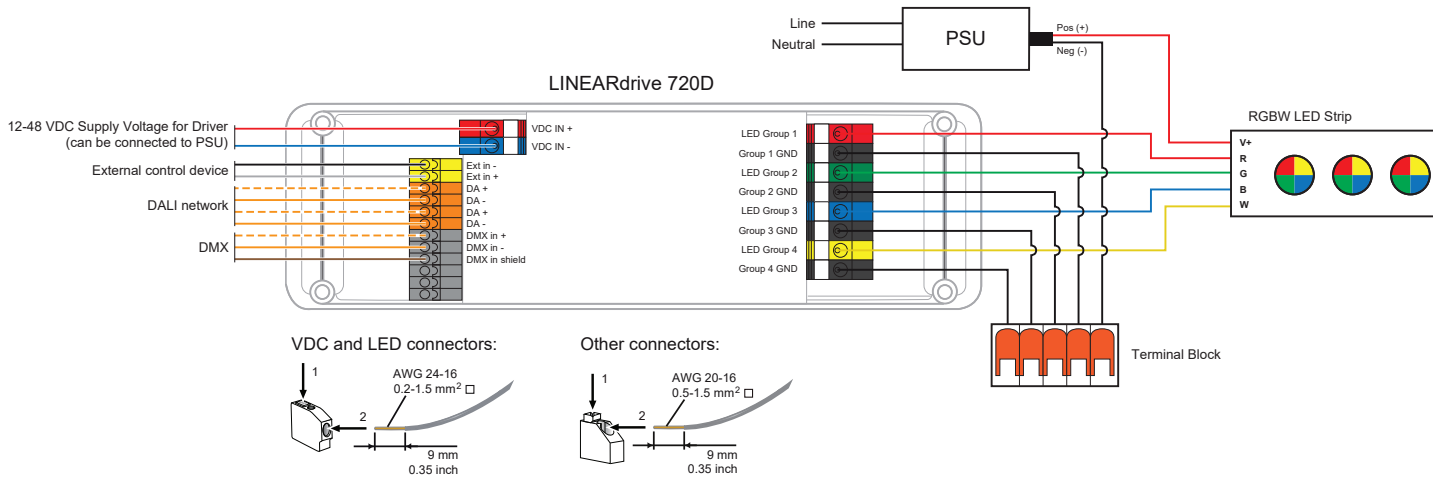 Line
Neutral
PSU
Pos (+)
Neg (-)
LINEARdrive 720D
12-48 VDC Supply Voltage for Driver
(can be connected to PSU)
External control device
DALI network
DMX
VDC IN +
VDC IN -
Ext in -
Ext in +
DA +
DA -
DA +
DA -
DMX in +
DMX in -
DMX in shield
LED Group 1
Group 1 GND
LED Group 2
Group 2 GND
LED Group 3
Group 3 GND
LED Group 4
Group 4 GND
RGBW LED Strip
V+
R
G
B
W
Terminal Block
VDC and LED connectors:
1
2
AWG 24-16
0.2-1.5 mm² □
9 mm
0.35 inch
Other connectors:
1
2
AWG 20-16
0.5-1.5 mm² □
9 mm
0.35 inch